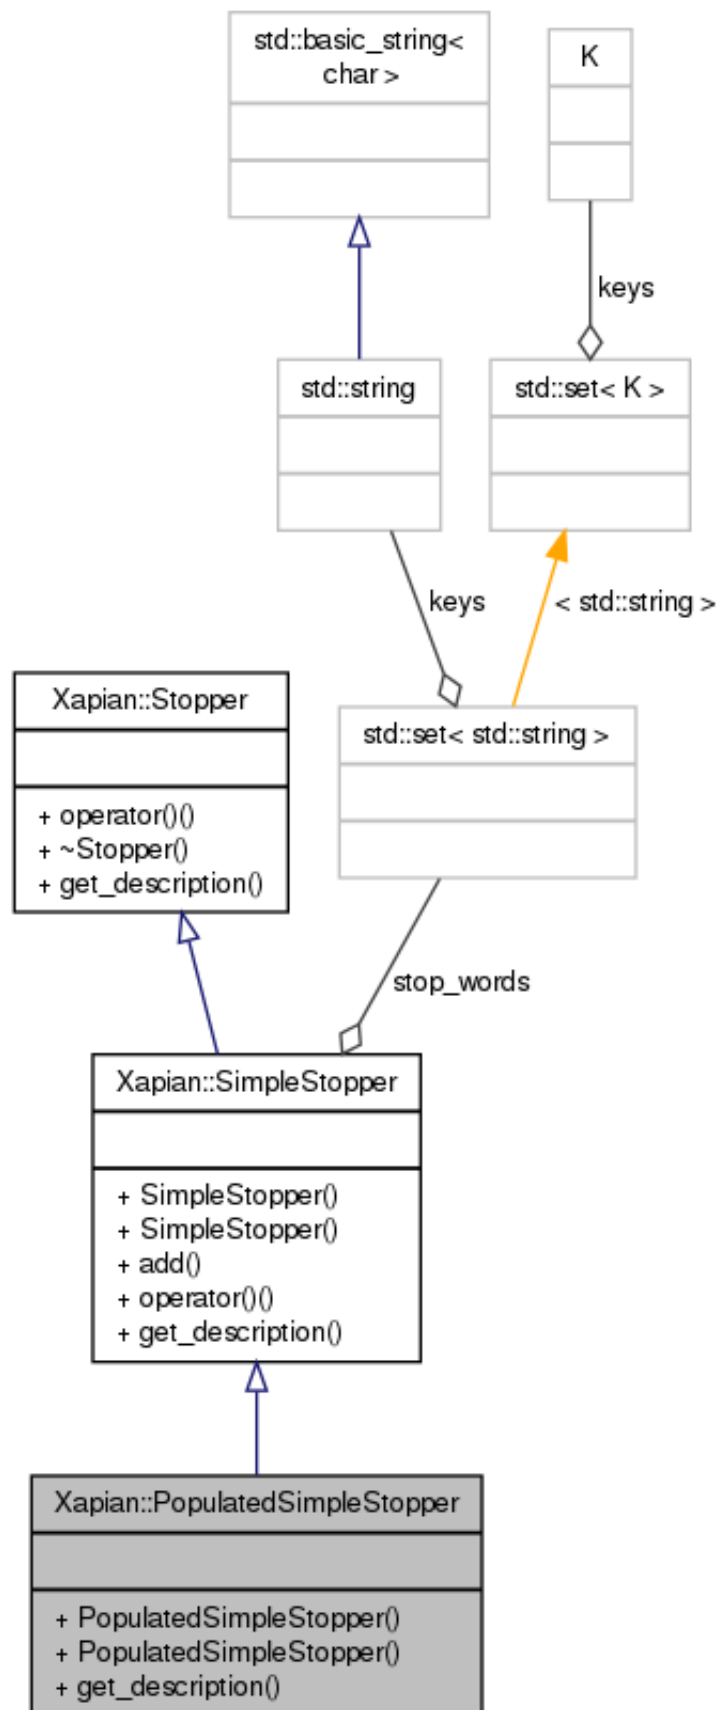 std::basic_string<
char >
K
keys
std::string
std::set< K >
keys
< std::string >
Xapian::Stopper
+ operator()()
+ ~Stopper()
+ get_description()
std::set< std::string >
stop_words
Xapian::SimpleStopper
+ SimpleStopper()
+ SimpleStopper()
+ add()
+ operator()()
+ get_description()
Xapian::PopulatedSimpleStopper
+ PopulatedSimpleStopper()
+ PopulatedSimpleStopper()
+ get_description()